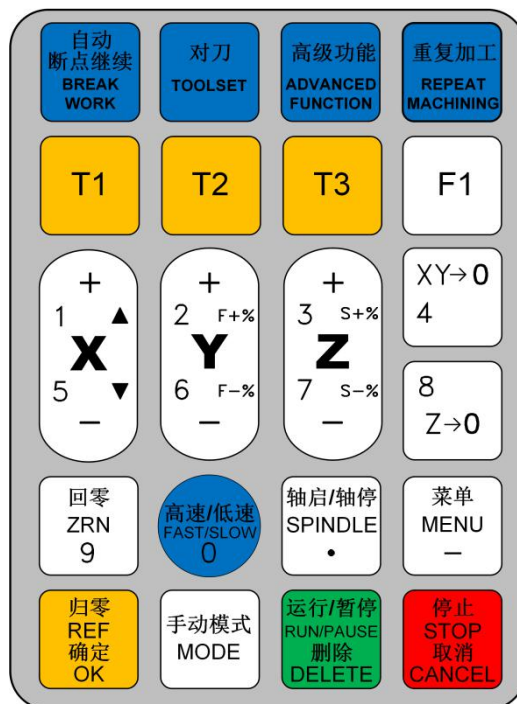 自动
断点继续
BREAK
WORK
对刀
TOOLSET
高级功能
ADVANCED
FUNCTION
重复加工
REPEAT
MACHINING
T1
T2
T3
F1
+
1 ▲
X
5 ▼
−
+
2 F+%
Y
6 F−%
−
+
3 S+%
Z
7 S−%
−
XY→0
4
8
Z→0
回零
ZRN
9
高速/低速
FAST/SLOW
0
轴启/轴停
SPINDLE
•
菜单
MENU
−
归零
REF
确定
OK
手动模式
MODE
运行/暂停
RUN/PAUSE
删除
DELETE
停止
STOP
取消
CANCEL